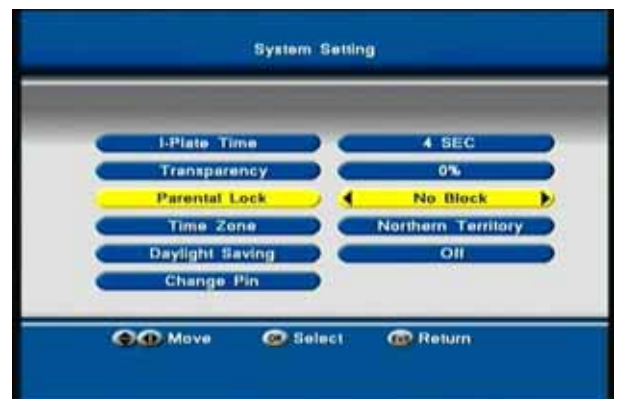 System Setting
I-Plate Time 4 SEC
Transparency 0%
Parental Lock No Block
Time Zone Northern Territory
Daylight Saving Off
Change Pin
Move OK Select Return